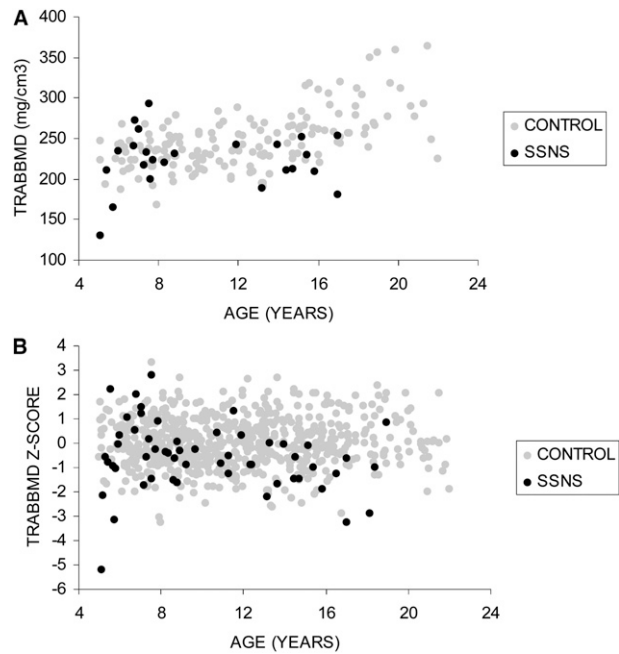 A
400
350
300
250
200
150
100
TRABBMD (mg/cm3)
4 8 12 16 20 24
AGE (YEARS)
CONTROL
SSNS
B
4
3
2
1
0
-1
-2
-3
-4
-5
-6
TRABBMD Z-SCORE
4 8 12 16 20 24
AGE (YEARS)
CONTROL
SSNS